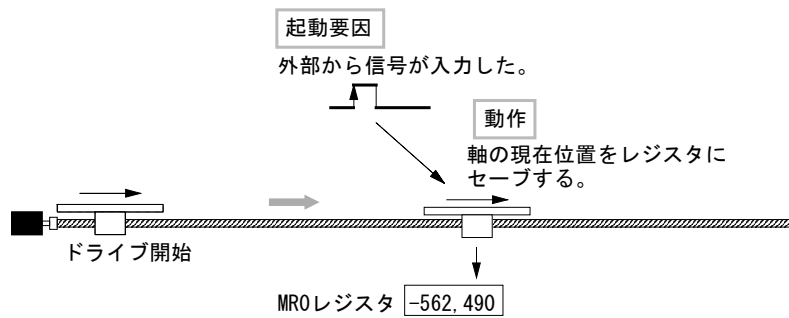 起動要因
外部から信号が入力した。
動作
軸の現在位置をレジスタに
セーブする。
ドライブ開始
MR0レジスタ -562,490